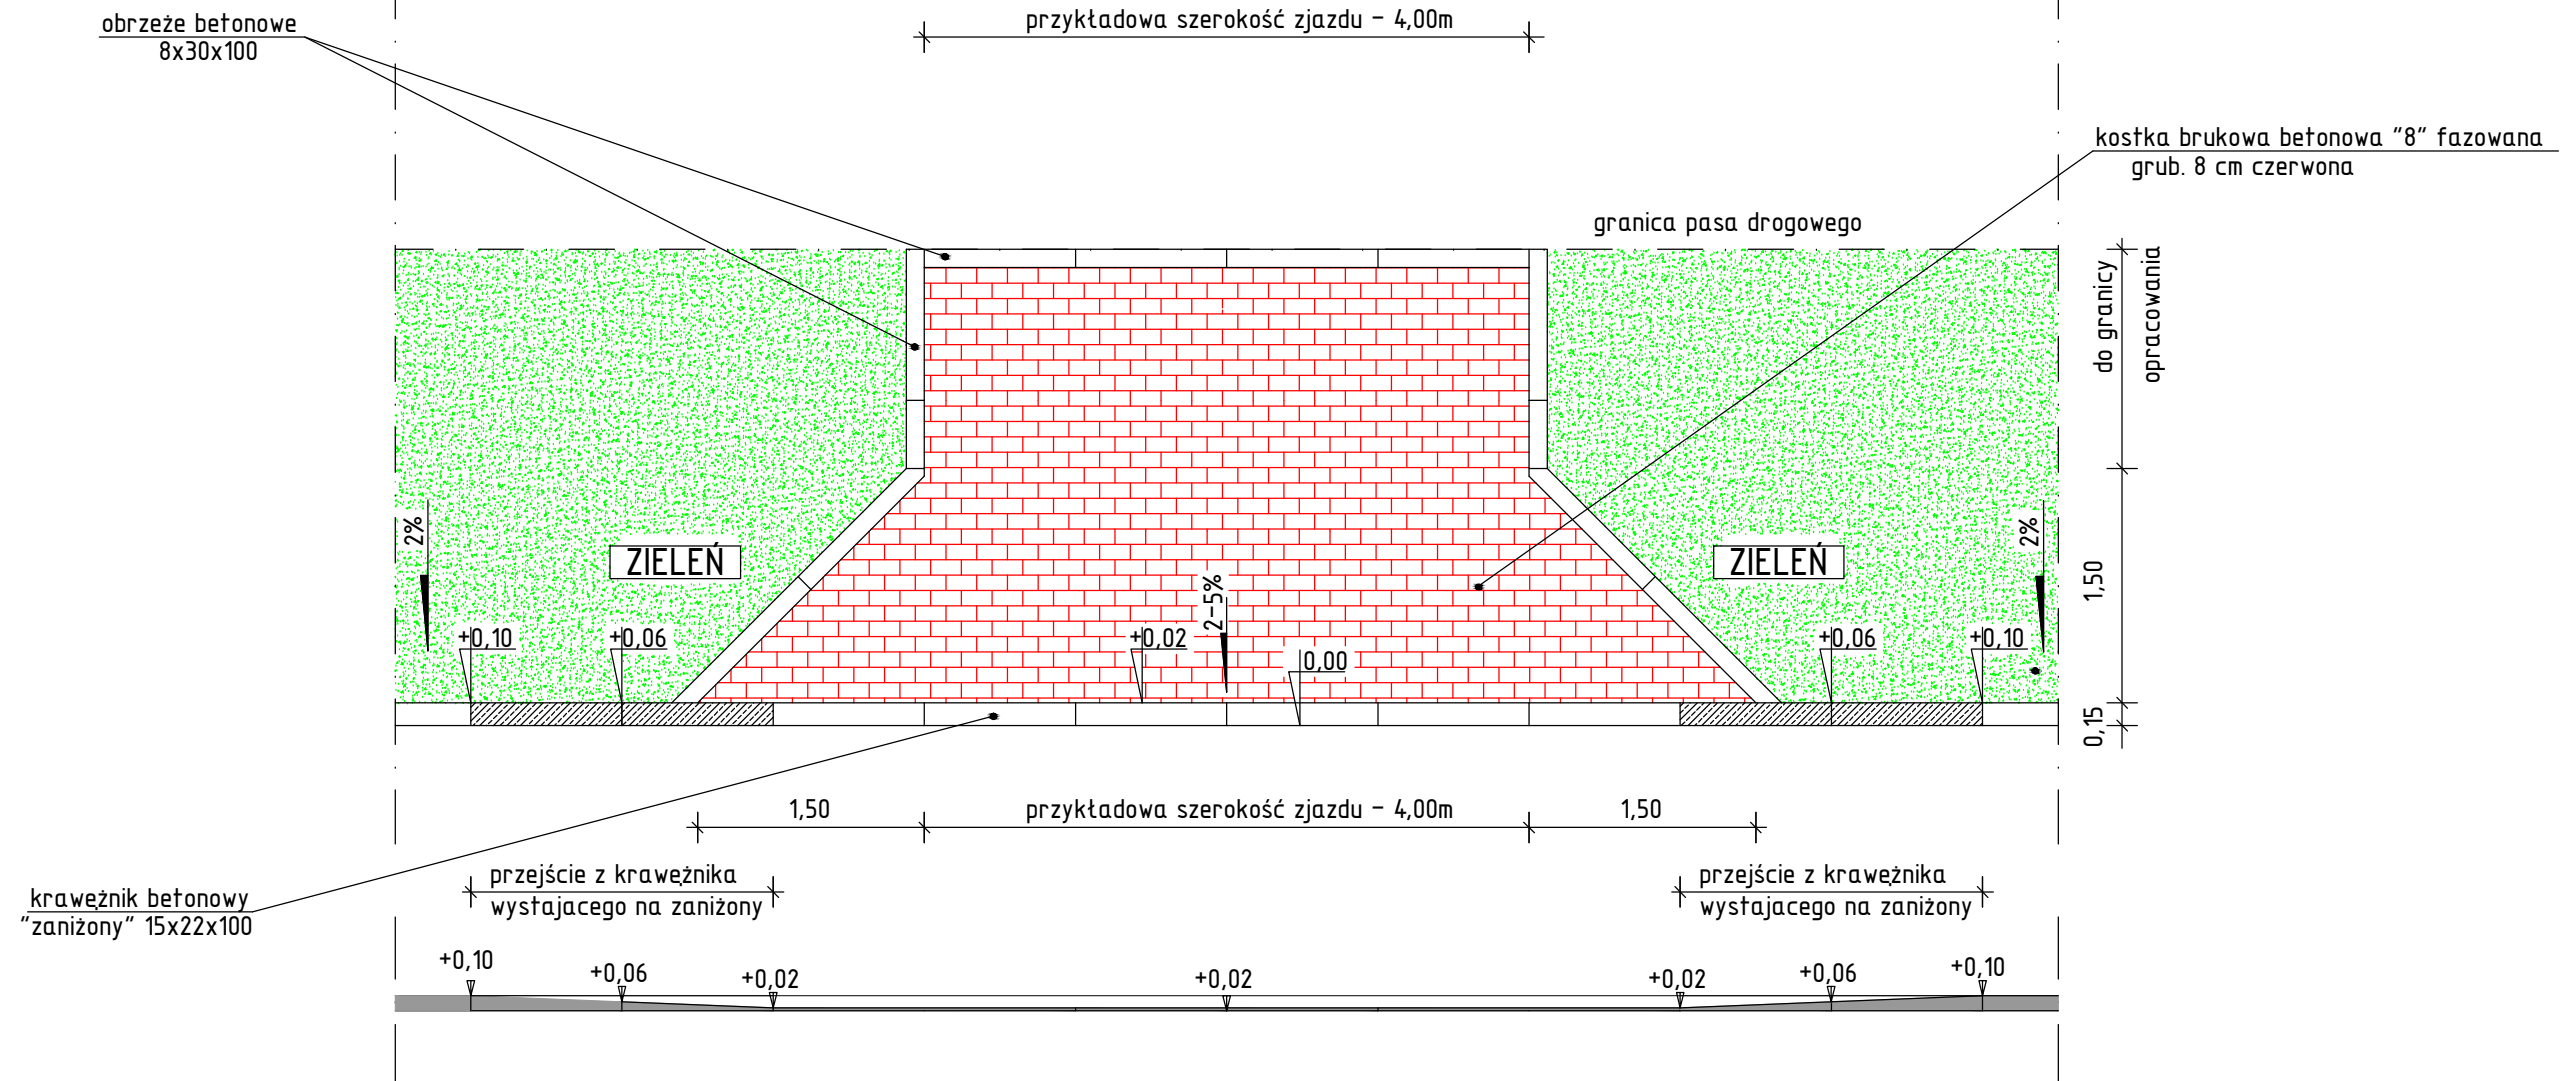 obrzeże betonowe
8x30x100
przykładowa szerokość zjazdu - 4,00m
kostka brukowa betonowa "8" fazowana
grub. 8 cm czerwona
granica pasa drogowego
do granicy
opracowania
2%
ZIELEŃ
2-5%
ZIELEŃ
2%
1,50
+0,10
+0,06
+0,02
0,00
+0,06
+0,10
0,15
1,50
przykładowa szerokość zjazdu - 4,00m
1,50
przejście z krawężnika
wystajacego na zaniżony
przejście z krawężnika
wystajacego na zaniżony
krawężnik betonowy
"zaniżony" 15x22x100
+0,10
+0,06
+0,02
+0,02
+0,02
+0,06
+0,10